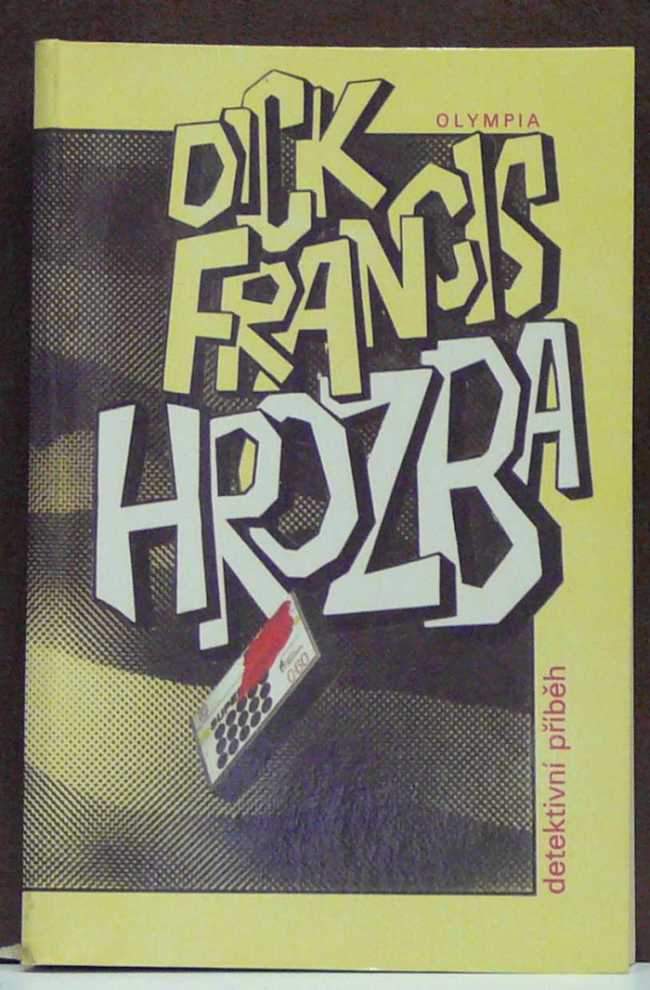 OLYMPIA
DICK
FRANCIS
HROZBA
detektivní příběh